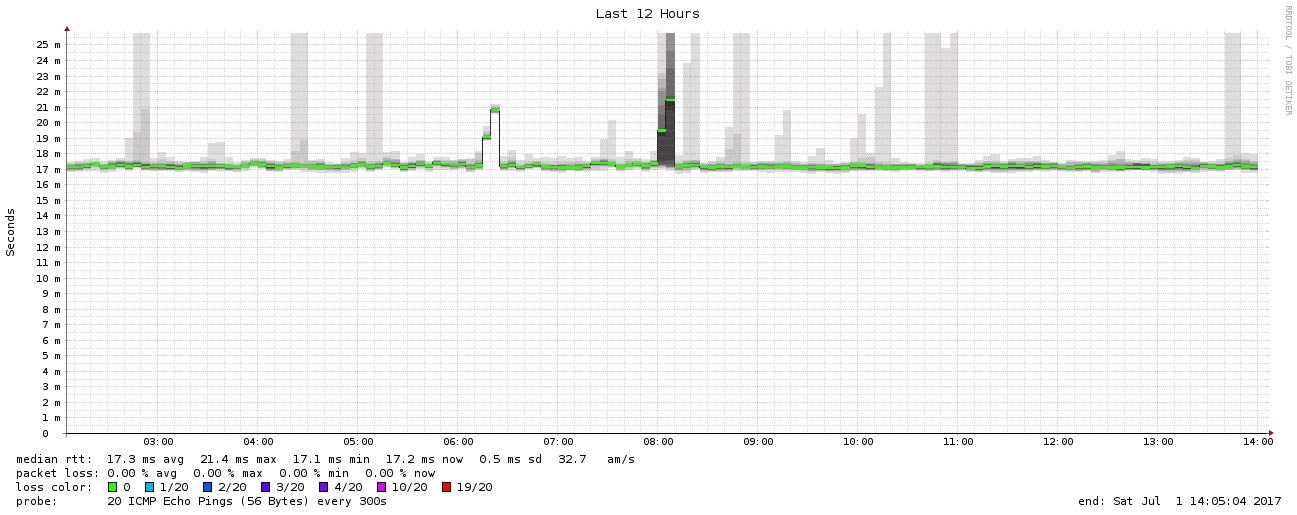 Last 12 Hours
RRDTOOL / TOBI OETIKER
Seconds
25 m
24 m
23 m
22 m
21 m
20 m
19 m
18 m
17 m
16 m
15 m
14 m
13 m
12 m
11 m
10 m
9 m
8 m
7 m
6 m
5 m
4 m
3 m
2 m
1 m
0
03:00 04:00 05:00 06:00 07:00 08:00 09:00 10:00 11:00 12:00 13:00 14:00
median rtt: 17.3 ms avg 21.4 ms max 17.1 ms min 17.2 ms now 0.5 ms sd 32.7 am/s
packet loss: 0.00 % avg 0.00 % max 0.00 % min 0.00 % now
loss color: 0 1/20 2/20 3/20 4/20 10/20 19/20
probe: 20 ICMP Echo Pings (56 Bytes) every 300s end: Sat Jul 1 14:05:04 2017